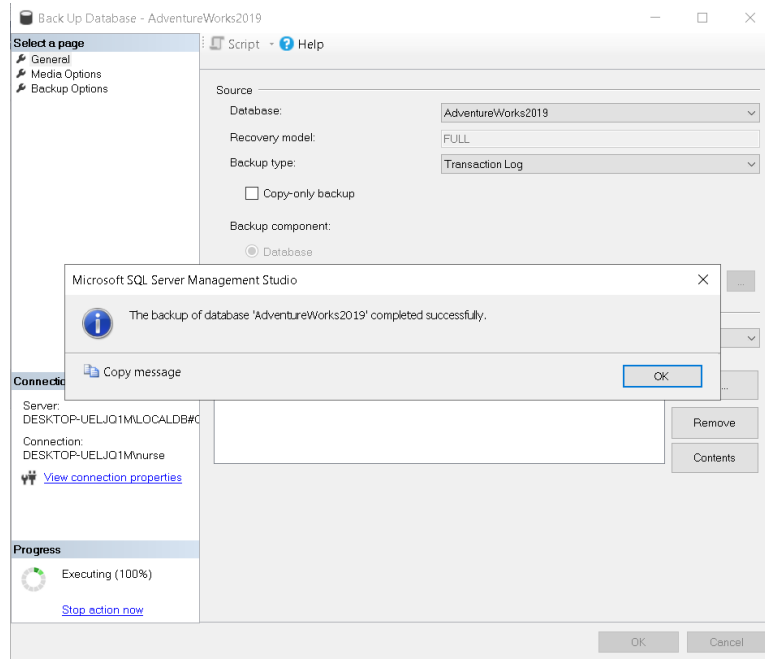 Back Up Database - AdventureWorks2019
Select a page
General
Media Options
Backup Options
Script
Help
Source
Database:
AdventureWorks2019
Recovery model:
FULL
Backup type:
Transaction Log
Copy-only backup
Backup component:
Database
...
Microsoft SQL Server Management Studio
The backup of database 'AdventureWorks2019' completed successfully.
Copy message
OK
Connectio
Server:
DESKTOP-UELJQ1M\LOCALDB#
Connection:
DESKTOP-UELJQ1M\nurse
View connection properties
...
Remove
Contents
Progress
Executing (100%)
Stop action now
OK
Cancel